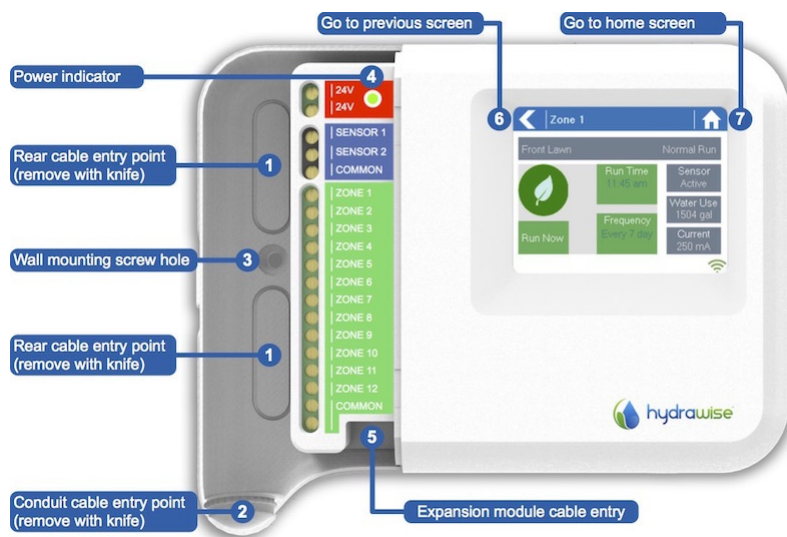 Go to previous screen
Go to home screen
Power indicator
4
24V
24V
6
Zone 1
7
SENSOR 1
SENSOR 2
COMMON
Rear cable entry point
(remove with knife)
1
Front Lawn
Normal Run
Run Time
11:45 am
Sensor
Active
Water Use
1504 gal
Frequency
Every 7 day
Run Now
Current
250 mA
ZONE 1
ZONE 2
ZONE 3
ZONE 4
ZONE 5
ZONE 6
ZONE 7
ZONE 8
ZONE 9
ZONE 10
ZONE 11
ZONE 12
COMMON
Wall mounting screw hole
3
Rear cable entry point
(remove with knife)
1
hydrawise
5
Conduit cable entry point
(remove with knife)
2
Expansion module cable entry